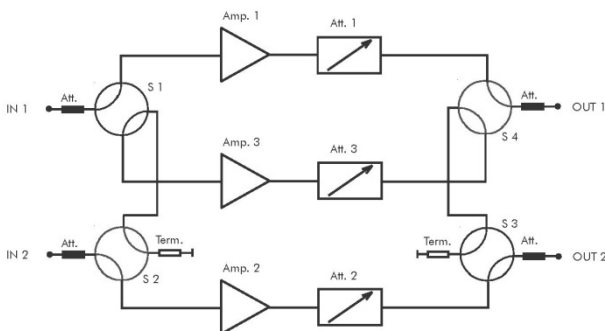 Amp. 1
Att. 1
Att.
S 1
Att.
IN 1
OUT 1
S 4
Amp. 3
Att. 3
S 3
Term.
Term.
Att.
Att.
IN 2
OUT 2
S 2
Amp. 2
Att. 2